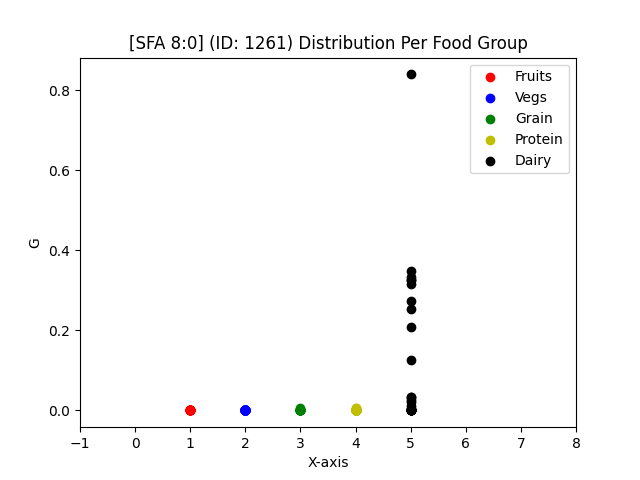 [SFA 8:0] (ID: 1261) Distribution Per Food Group
Fruits
Vegs
Grain
Protein
Dairy
G
0.8
0.6
0.4
0.2
0.0
−1 0 1 2 3 4 5 6 7 8
X-axis